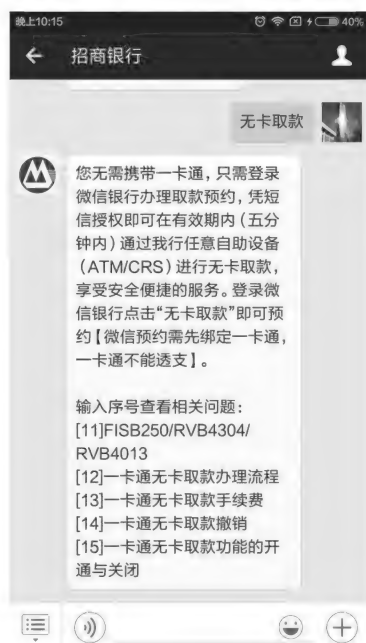 晚上10:15 40%
招商银行
无卡取款
您无需携带一卡通，只需登录
微信银行办理取款预约，凭短
信授权即可在有效期内（五分
钟内）通过我行任意自助设备
（ATM/CRS）进行无卡取款，
享受安全便捷的服务。登录微
信银行点击“无卡取款”即可预
约【微信预约需先绑定一卡通，
一卡通不能透支】。
输入序号查看相关问题：
[11]FISB250/RVB4304/
RVB4013
[12]一卡通无卡取款办理流程
[13]一卡通无卡取款手续费
[14]一卡通无卡取款撤销
[15]一卡通无卡取款功能的开
通与关闭